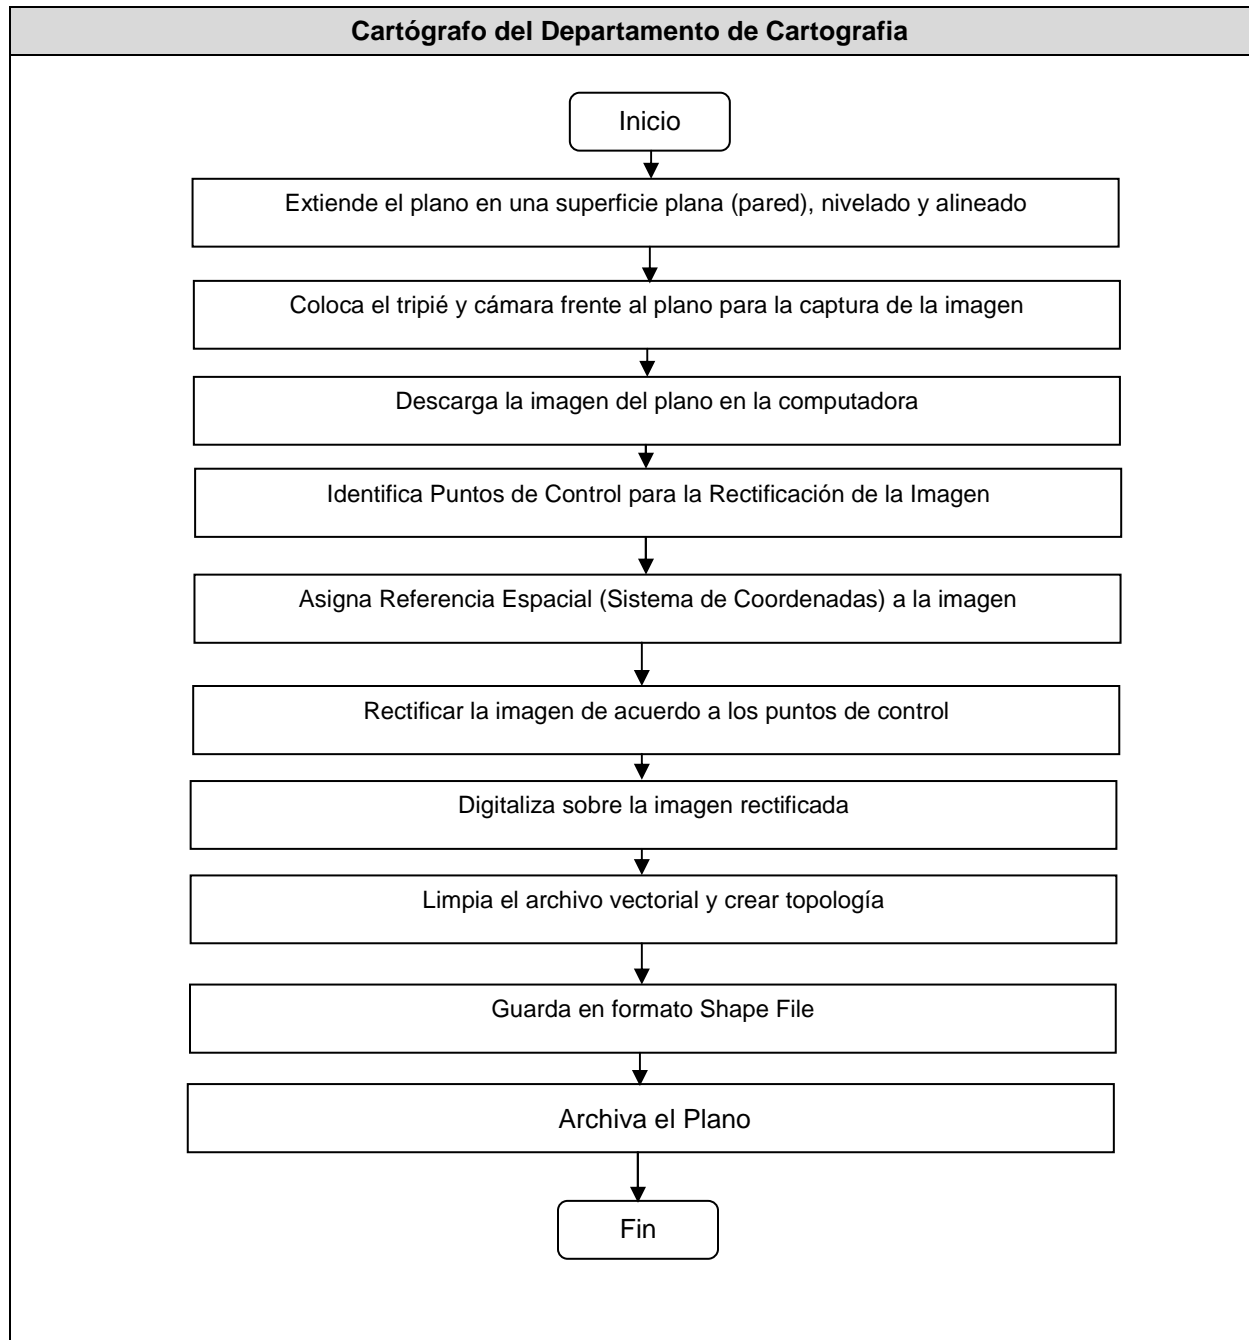 Cartógrafo del Departamento de Cartografia
Inicio
Extiende el plano en una superficie plana (pared), nivelado y alineado
Coloca el tripié y cámara frente al plano para la captura de la imagen
Descarga la imagen del plano en la computadora
Identifica Puntos de Control para la Rectificación de la Imagen
Asigna Referencia Espacial (Sistema de Coordenadas) a la imagen
Rectificar la imagen de acuerdo a los puntos de control
Digitaliza sobre la imagen rectificada
Limpia el archivo vectorial y crear topología
Guarda en formato Shape File
Archiva el Plano
Fin